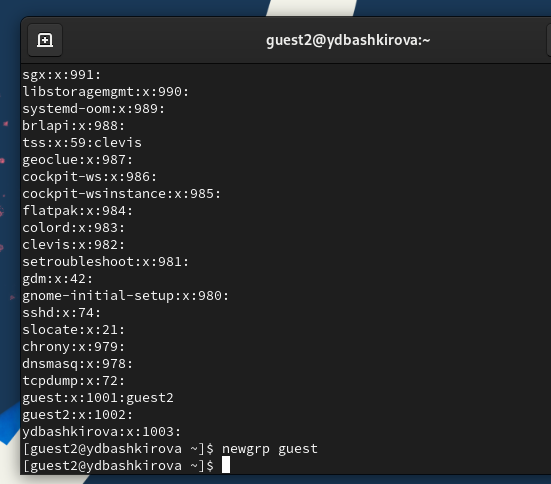 guest2@ydbashkirova:~
sgx:x:991:
libstoragemgmt:x:990:
systemd-oom:x:989:
brlapi:x:988:
tss:x:59:clevis
geoclue:x:987:
cockpit-ws:x:986:
cockpit-wsinstance:x:985:
flatpak:x:984:
colord:x:983:
clevis:x:982:
setroubleshoot:x:981:
gdm:x:42:
gnome-initial-setup:x:980:
sshd:x:74:
slocate:x:21:
chrony:x:979:
dnsmasq:x:978:
tcpdump:x:72:
guest:x:1001:guest2
guest2:x:1002:
ydbashkirova:x:1003:
[guest2@ydbashkirova ~]$ newgrp guest
[guest2@ydbashkirova ~]$